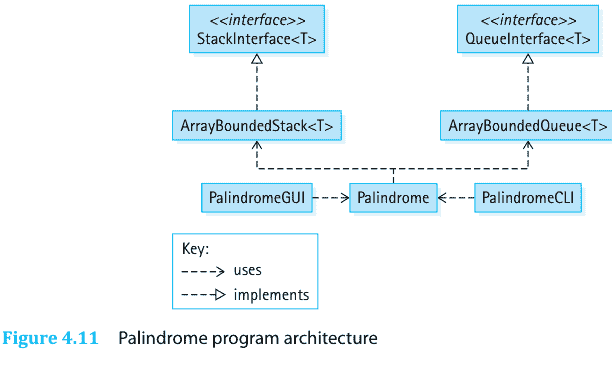 <<interface>>
StackInterface<T>
<<interface>>
QueueInterface<T>
ArrayBoundedStack<T>
ArrayBoundedQueue<T>
PalindromeGUI
Palindrome
PalindromeCLI
Key:
uses
implements
Figure 4.11 Palindrome program architecture